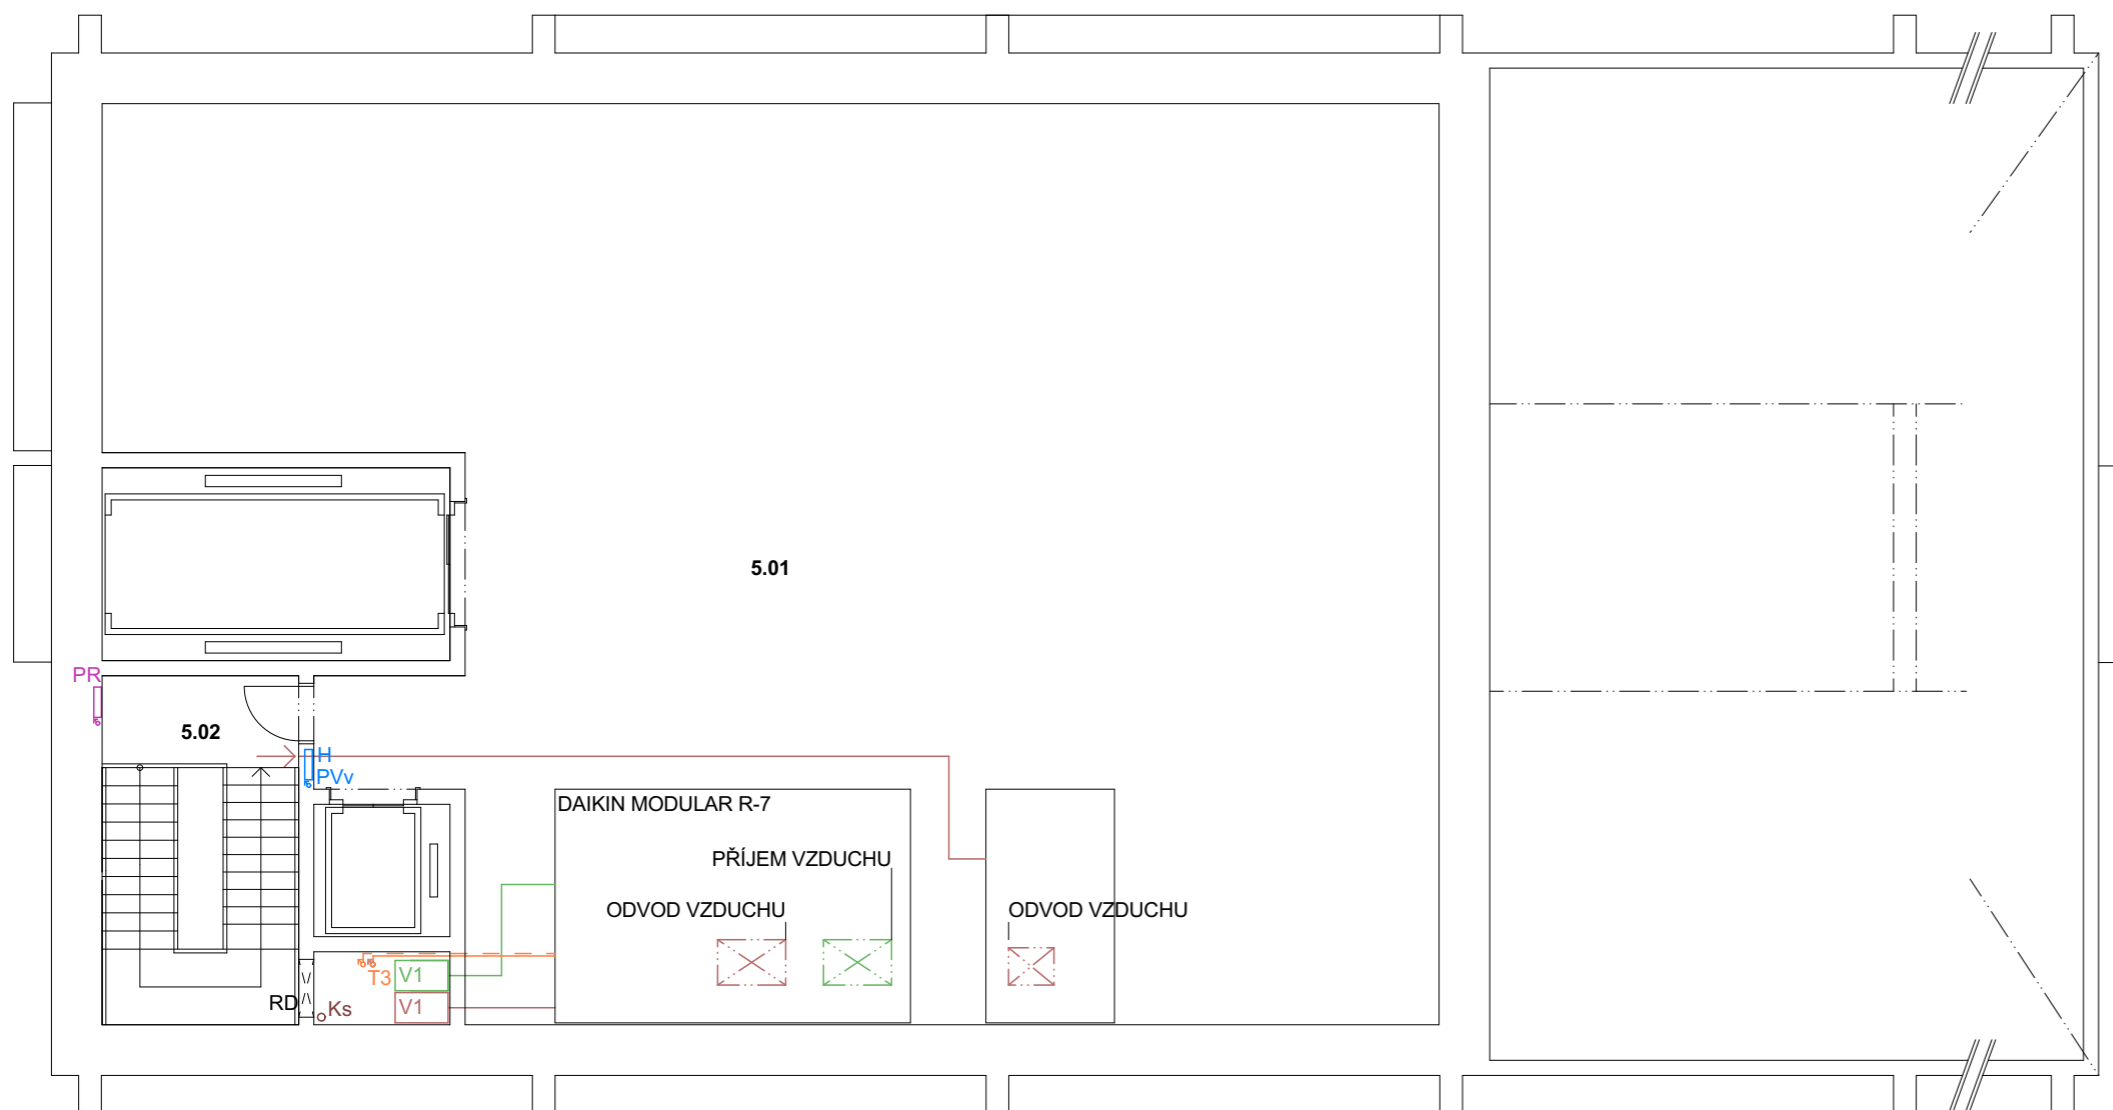 5.01
PR
5.02
H
PVv
DAIKIN MODULAR R-7
PŘÍJEM VZDUCHU
ODVOD VZDUCHU
ODVOD VZDUCHU
T3
V1
RD
Ks
V1